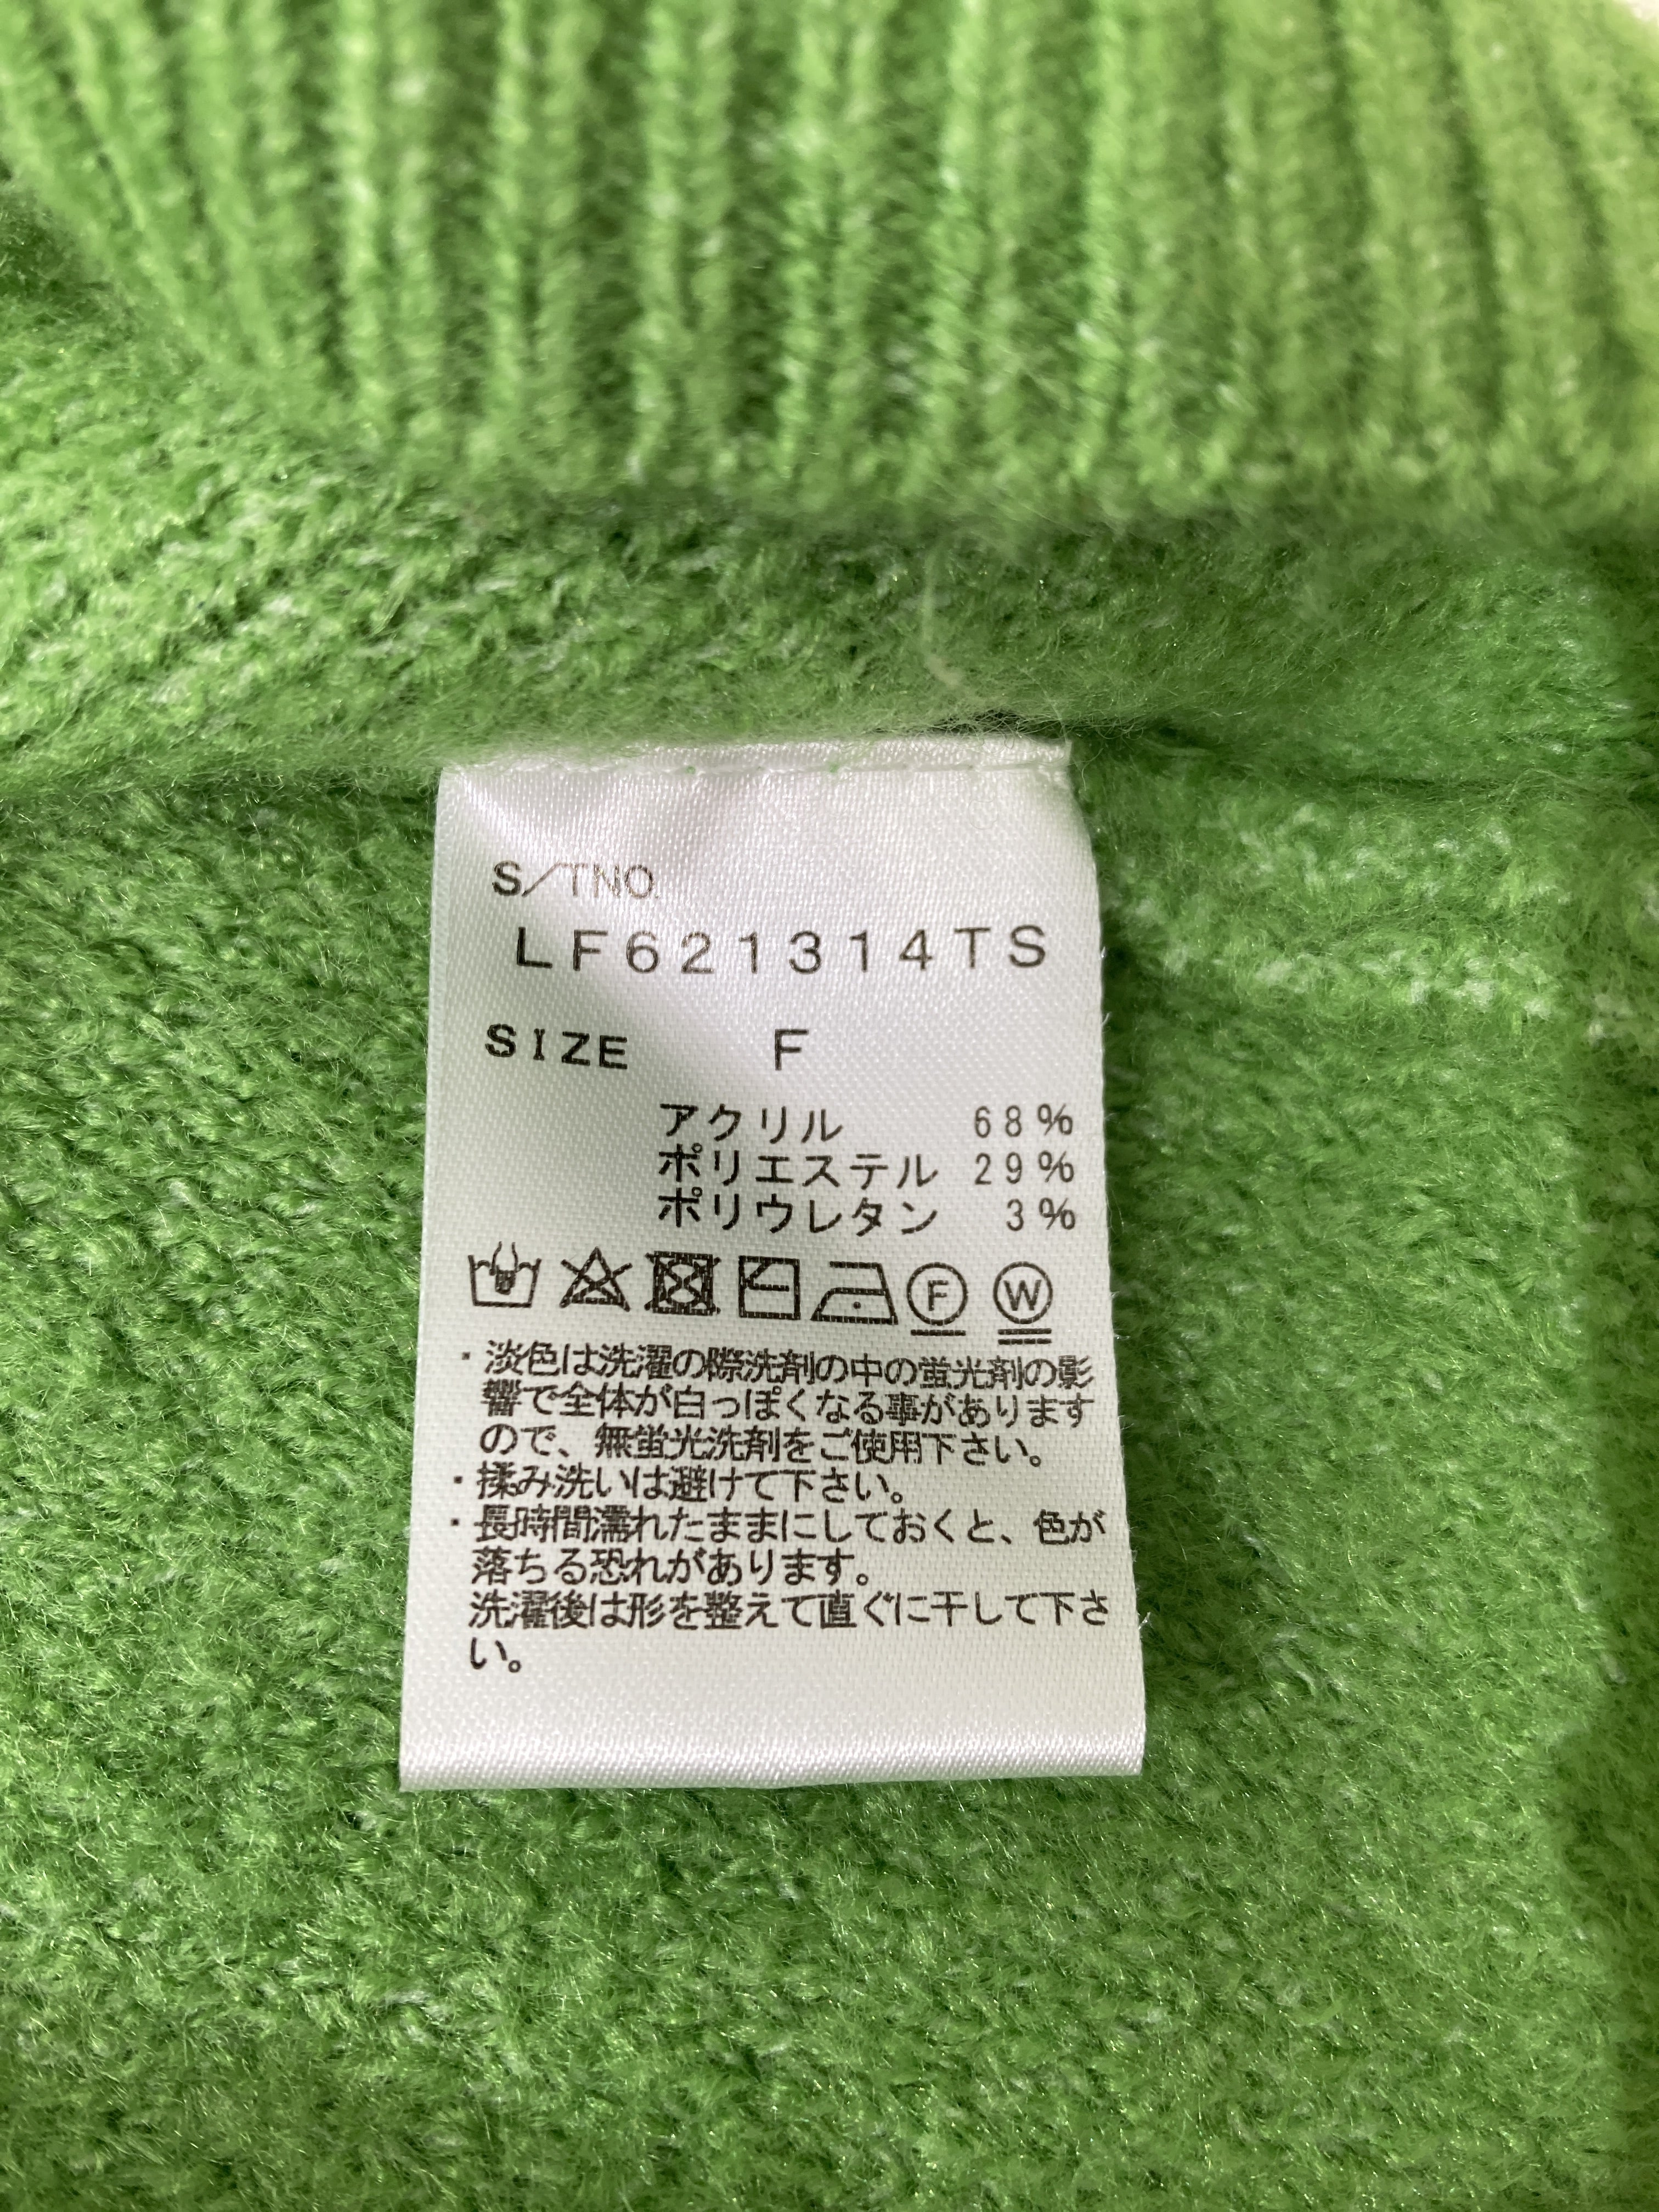 S/TNO.
LF621314TS
SIZE F
アクリル 68%
ポリエステル 29%
ポリウレタン 3%
F W
・淡色は洗濯の際洗剤の中の蛍光剤の影
響で全体が白っぽくなる事があります
ので、無蛍光洗剤をご使用下さい。
・揉み洗いは避けて下さい。
・長時間濡れたままにしておくと、色が
落ちる恐れがあります。
洗濯後は形を整えて直ぐに干して下さ
い。